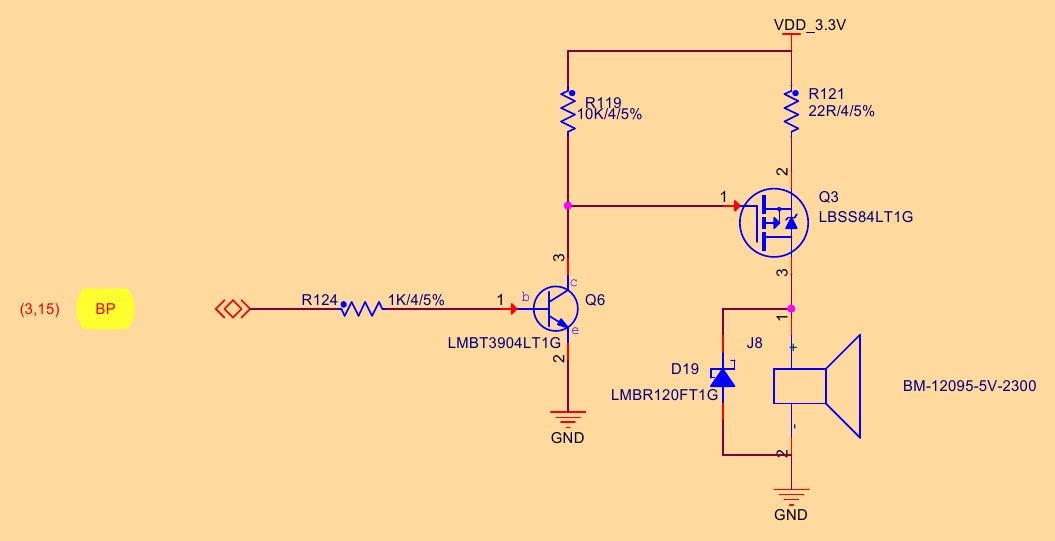 VDD_3.3V
R119
10K/4/5%
R121
22R/4/5%
2
1
Q3
LBSS84LT1G
3
3
c
(3,15)
BP
R124
1K/4/5%
1
b
Q6
LMBT3904LT1G
e
2
GND
1
J8
+
D19
LMBR120FT1G
BM-12095-5V-2300
-
2
GND